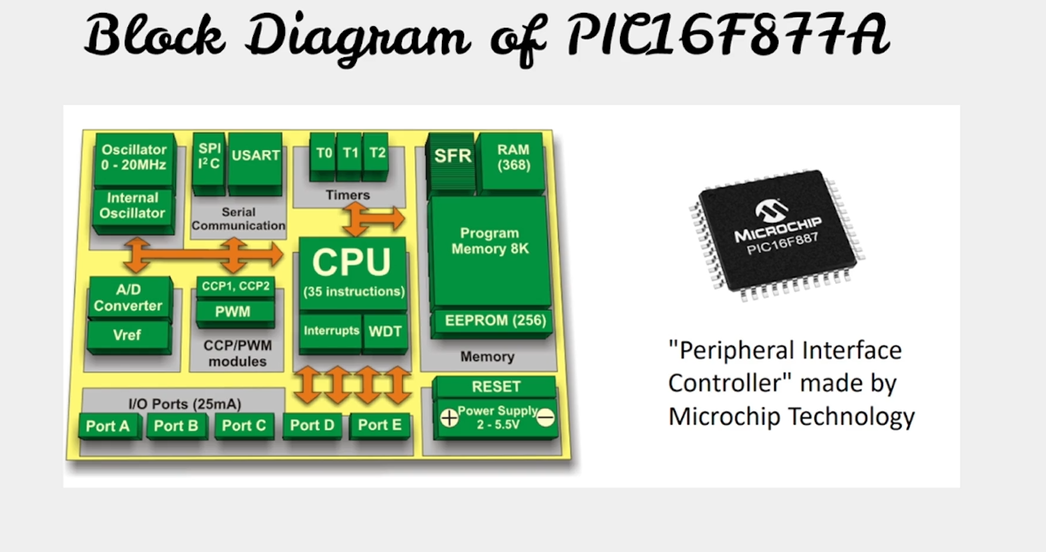 Block Diagram of PIC16F877A
Oscillator
0 - 20MHz
Internal
Oscillator
SPI
I²C
USART
Serial
Communication
T0 T1 T2
Timers
SFR
RAM
(368)
Program
Memory 8K
EEPROM (256)
Memory
CPU
(35 instructions)
Interrupts
WDT
A/D
Converter
Vref
CCP1, CCP2
PWM
CCP/PWM
modules
I/O Ports (25mA)
Port A
Port B
Port C
Port D
Port E
RESET
+ Power Supply −
2 - 5.5V
MICROCHIP
PIC16F887
"Peripheral Interface
Controller" made by
Microchip Technology